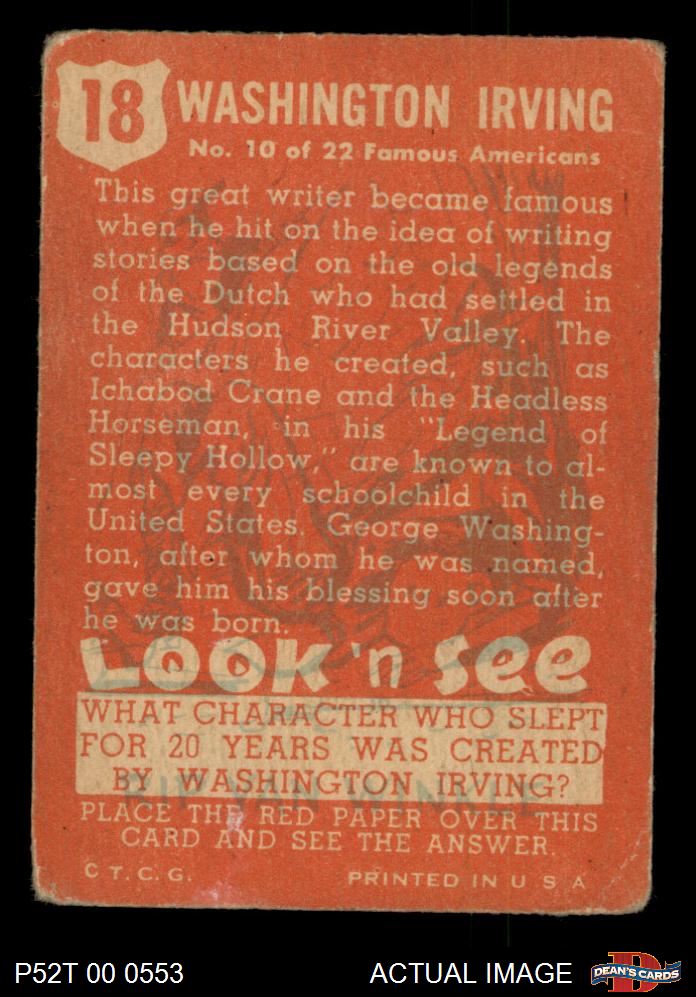 18
WASHINGTON IRVING
No. 10 of 22 Famous Americans
This great writer became famous
when he hit on the idea of writing
stories based on the old legends
of the Dutch who had settled in
the Hudson River Valley. The
characters he created, such as
Ichabod Crane and the Headless
Horseman, in his "Legend of
Sleepy Hollow," are known to al-
most every schoolchild in the
United States. George Washing-
ton, after whom he was named,
gave him his blessing soon after
he was born.
LOOK 'n SEE
WHAT CHARACTER WHO SLEPT
FOR 20 YEARS WAS CREATED
BY WASHINGTON IRVING?
RIP VAN WINKLE
PLACE THE RED PAPER OVER THIS
CARD AND SEE THE ANSWER.
C T. C. G.
PRINTED IN U S A
P52T 00 0553
ACTUAL IMAGE
D
DEAN'S CARDS